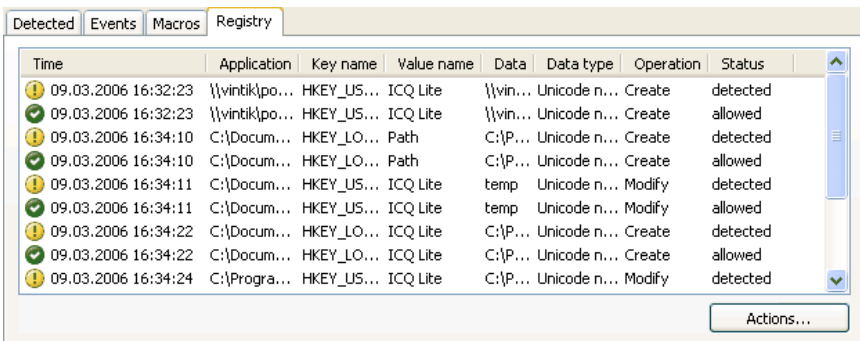 Detected Events Macros Registry
Time Application Key name Value name Data Data type Operation Status
09.03.2006 16:32:23 \\vintik\po... HKEY_US... ICQ Lite \\vin... Unicode n... Create detected
09.03.2006 16:32:23 \\vintik\po... HKEY_US... ICQ Lite \\vin... Unicode n... Create allowed
09.03.2006 16:34:10 C:\Docum... HKEY_LO... Path C:\P... Unicode n... Create detected
09.03.2006 16:34:10 C:\Docum... HKEY_LO... Path C:\P... Unicode n... Create allowed
09.03.2006 16:34:11 C:\Docum... HKEY_US... ICQ Lite temp Unicode n... Modify detected
09.03.2006 16:34:11 C:\Docum... HKEY_US... ICQ Lite temp Unicode n... Modify allowed
09.03.2006 16:34:22 C:\Docum... HKEY_LO... ICQ Lite C:\P... Unicode n... Create detected
09.03.2006 16:34:22 C:\Docum... HKEY_LO... ICQ Lite C:\P... Unicode n... Create allowed
09.03.2006 16:34:24 C:\Progra... HKEY_US... ICQ Lite C:\P... Unicode n... Modify detected
Actions...